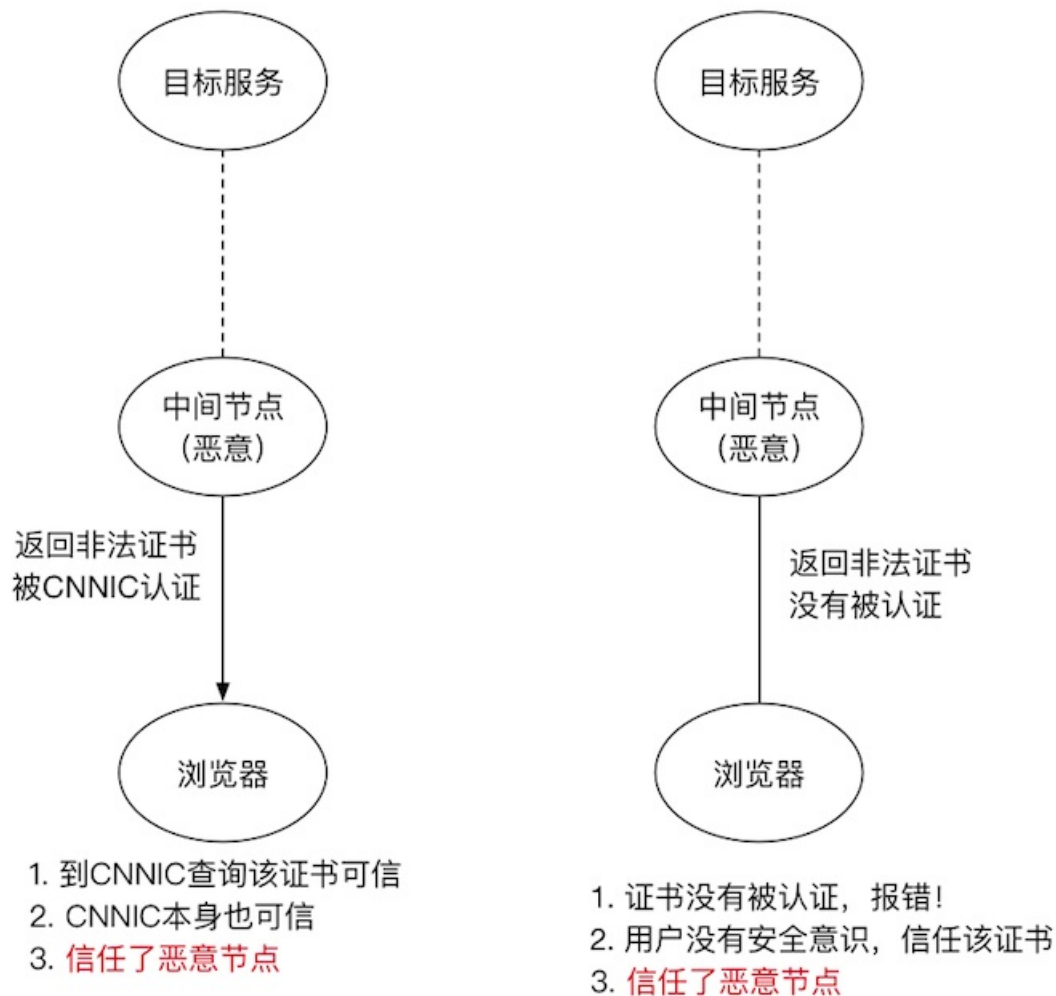 目标服务
中间节点
(恶意)
返回非法证书
被CNNIC认证
浏览器
1. 到CNNIC查询该证书可信
2. CNNIC本身也可信
3. 信任了恶意节点
目标服务
中间节点
(恶意)
返回非法证书
没有被认证
浏览器
1. 证书没有被认证，报错！
2. 用户没有安全意识，信任该证书
3. 信任了恶意节点